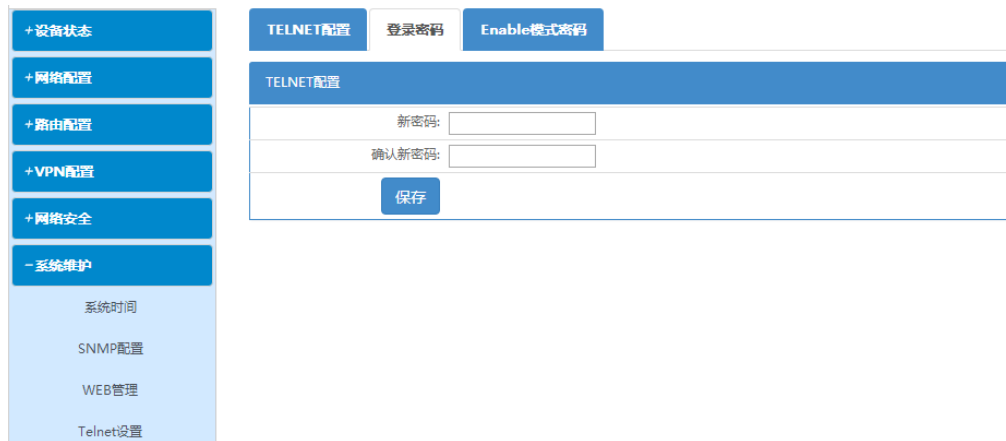 +设备状态
+网络配置
+路由配置
+VPN配置
+网络安全
-系统维护
系统时间
SNMP配置
WEB管理
Telnet设置
TELNET配置 登录密码 Enable模式密码
TELNET配置
新密码:
确认新密码:
保存